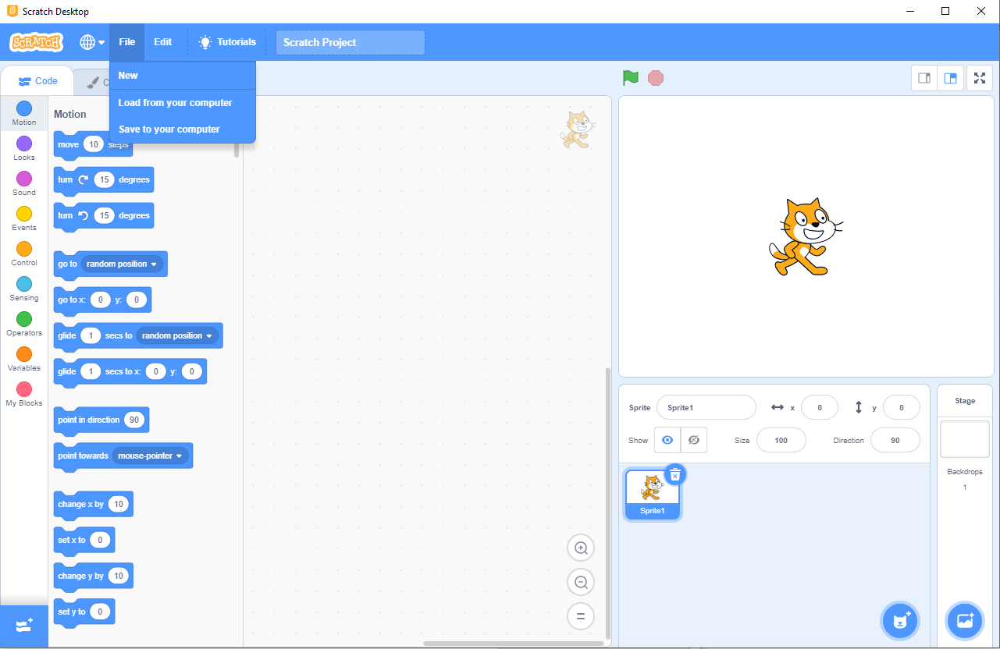 Scratch Desktop
SCRATCH
File
Edit
Tutorials
Scratch Project
New
Load from your computer
Save to your computer
Code
C
Motion
Looks
Sound
Events
Control
Sensing
Operators
Variables
My Blocks
Motion
move 10 steps
turn 15 degrees
turn 15 degrees
go to random position
go to x: 0 y: 0
glide 1 secs to random position
glide 1 secs to x: 0 y: 0
point in direction 90
point towards mouse-pointer
change x by 10
set x to 0
change y by 10
set y to 0
Sprite Sprite1 x 0 y 0
Show Size 100 Direction 90
Sprite1
Stage
Backdrops
1